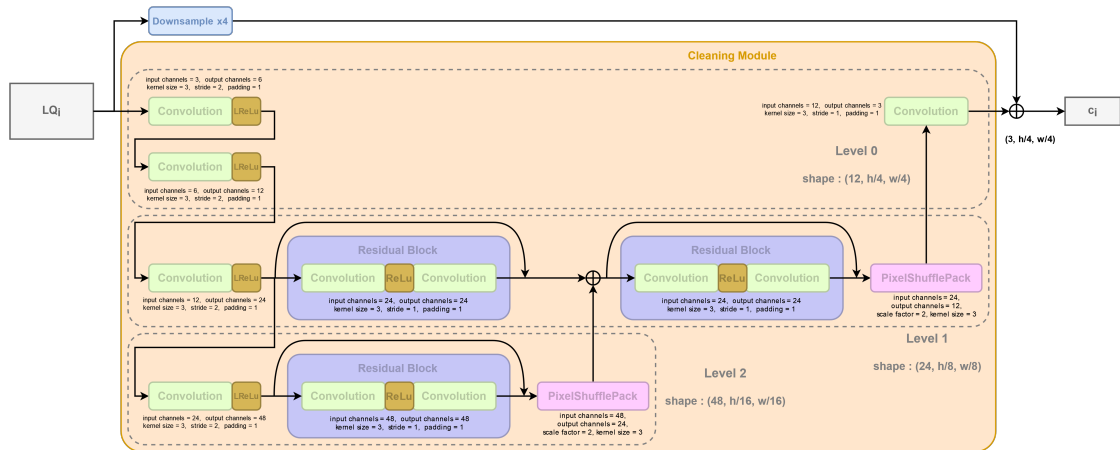 Downsample x4
Cleaning Module
LQi
input channels = 3, output channels = 6
kernel size = 3, stride = 2, padding = 1
Convolution
LReLu
Convolution
LReLu
input channels = 6, output channels = 12
kernel size = 3, stride = 2, padding = 1
input channels = 12, output channels = 3
kernel size = 3, stride = 1, padding = 1
Convolution
ci
(3, h/4, w/4)
Level 0
shape : (12, h/4, w/4)
Residual Block
Convolution
LReLu
Convolution
ReLu
Convolution
input channels = 12, output channels = 24
kernel size = 3, stride = 2, padding = 1
input channels = 24, output channels = 24
kernel size = 3, stride = 1, padding = 1
Residual Block
Convolution
ReLu
Convolution
input channels = 24, output channels = 24
kernel size = 3, stride = 1, padding = 1
PixelShufflePack
input channels = 24,
output channels = 12,
scale factor = 2, kernel size = 3
Level 1
shape : (24, h/8, w/8)
Residual Block
Convolution
LReLu
Convolution
ReLu
Convolution
input channels = 24, output channels = 48
kernel size = 3, stride = 2, padding = 1
input channels = 48, output channels = 48
kernel size = 3, stride = 1, padding = 1
PixelShufflePack
input channels = 48,
output channels = 24,
scale factor = 2, kernel size = 3
Level 2
shape : (48, h/16, w/16)